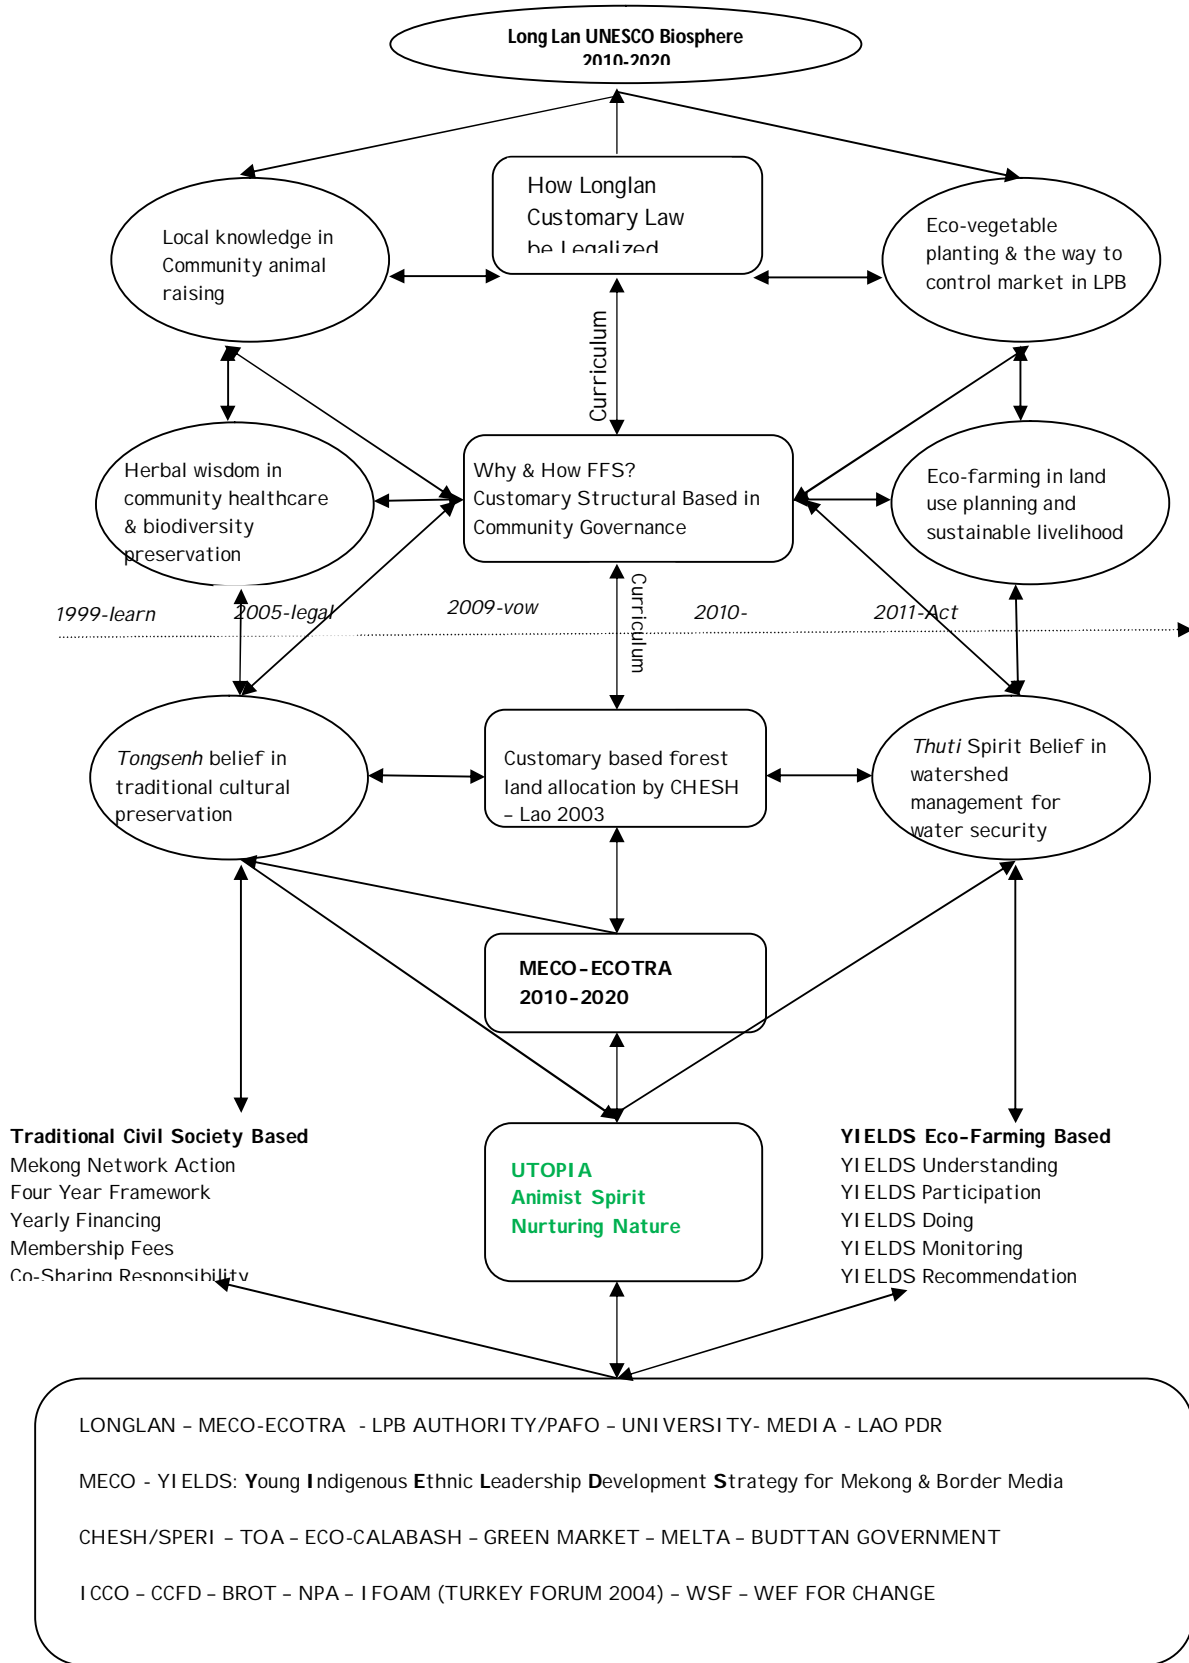 Long Lan UNESCO Biosphere
2010-2020
How Longlan
Customary Law
be Legalized
Local knowledge in
Community animal
raising
Eco-vegetable
planting & the way to
control market in LPB
Curriculum
Herbal wisdom in
community healthcare
& biodiversity
preservation
Why & How FFS?
Customary Structural Based in
Community Governance
Eco-farming in land
use planning and
sustainable livelihood
1999-learn
2005-legal
2009-vow
2010-
2011-Act
Curriculum
Tongsenh belief in
traditional cultural
preservation
Customary based forest
land allocation by CHESH
– Lao 2003
Thuti Spirit Belief in
watershed
management for
water security
MECO-ECOTRA
2010-2020
Traditional Civil Society Based
Mekong Network Action
Four Year Framework
Yearly Financing
Membership Fees
Co-Sharing Responsibility
UTOPIA
Animist Spirit
Nurturing Nature
YIELDS Eco-Farming Based
YIELDS Understanding
YIELDS Participation
YIELDS Doing
YIELDS Monitoring
YIELDS Recommendation
LONGLAN – MECO-ECOTRA - LPB AUTHORITY/PAFO – UNIVERSITY- MEDIA - LAO PDR
MECO - YIELDS: Young Indigenous Ethnic Leadership Development Strategy for Mekong & Border Media
CHESH/SPERI – TOA – ECO-CALABASH – GREEN MARKET – MELTA – BUDTTAN GOVERNMENT
ICCO – CCFD – BROT – NPA – IFOAM (TURKEY FORUM 2004) – WSF – WEF FOR CHANGE